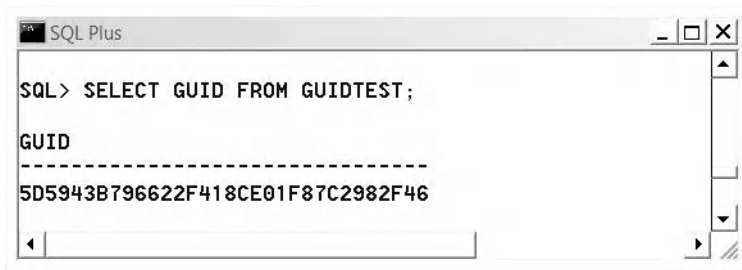 SQL Plus
SQL> SELECT GUID FROM GUIDTEST;
GUID
--------------------------------
5D5943B796622F418CE01F87C2982F46